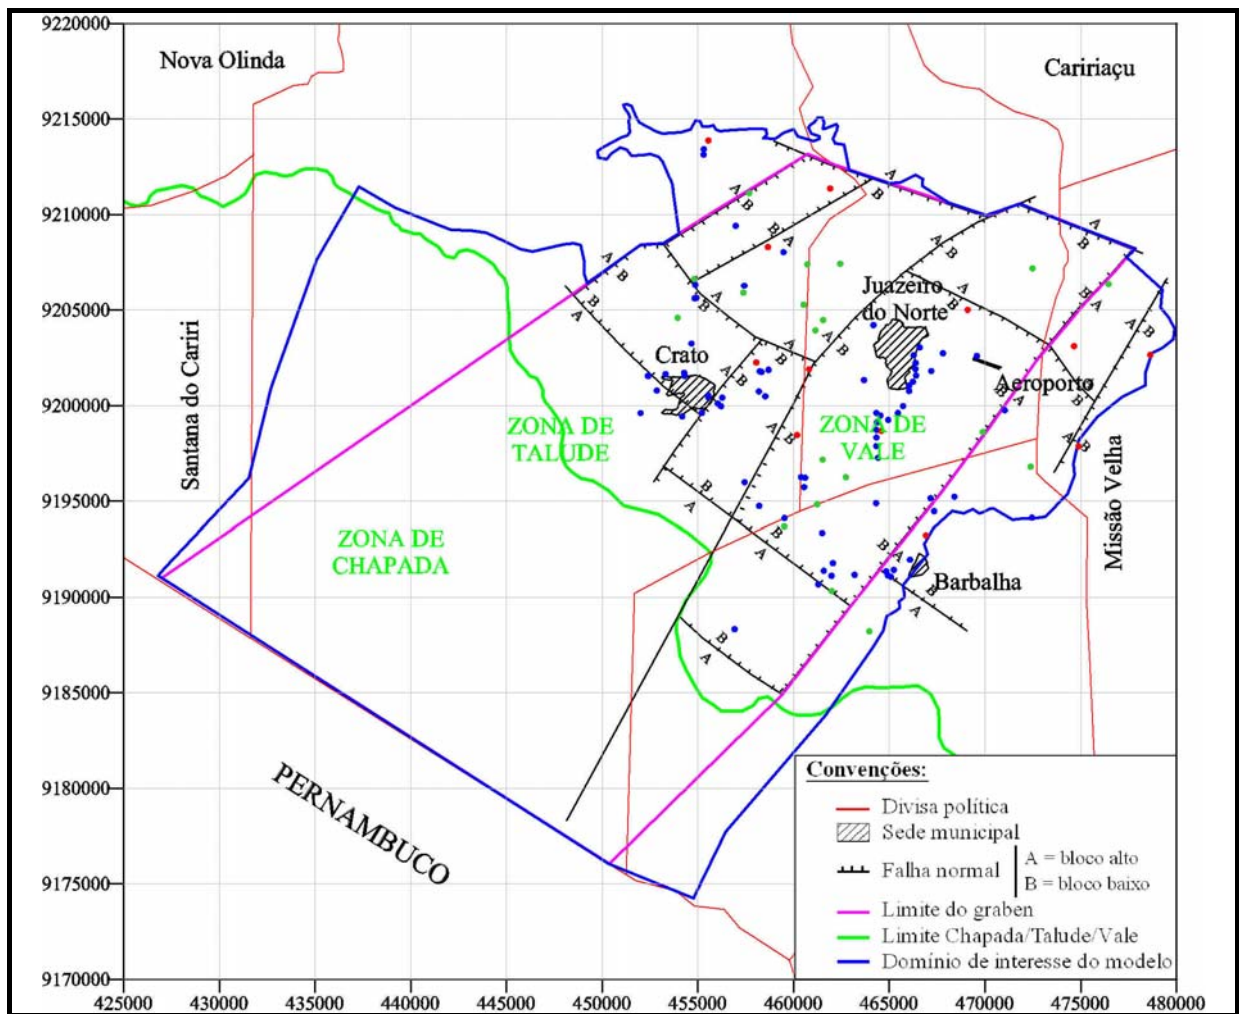 9220000
9215000
9210000
9205000
9200000
9195000
9190000
9185000
9180000
9175000
9170000
Nova Olinda
Caririaçu
Santana do Cariri
Juazeiro
do Norte
Crato
Aeroporto
ZONA DE
TALUDE
ZONA DE
VALE
ZONA DE
CHAPADA
Missão Velha
Barbalha
PERNAMBUCO
A
B
A
B
B
A
A
B
A
B
A
B
B
A
A
B
A
B
A
B
A
B
A
B
B
A
A
B
B
A
A
B
B
A
B
A
B
A
B
A
B
A
Convenções:
Divisa política
Sede municipal
Falha normal
A = bloco alto
B = bloco baixo
Limite do graben
Limite Chapada/Talude/Vale
Domínio de interesse do modelo
425000 430000 435000 440000 445000 450000 455000 460000 465000 470000 475000 480000